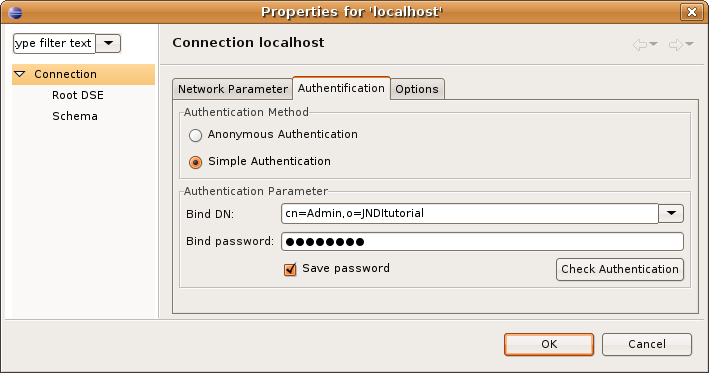 Properties for 'localhost'
ype filter text
Connection
Root DSE
Schema
Connection localhost
Network Parameter
Authentification
Options
Authentication Method
Anonymous Authentication
Simple Authentication
Authentication Parameter
Bind DN:
cn=Admin,o=JNDItutorial
Bind password: ●●●●●●●●
Save password
Check Authentication
OK
Cancel